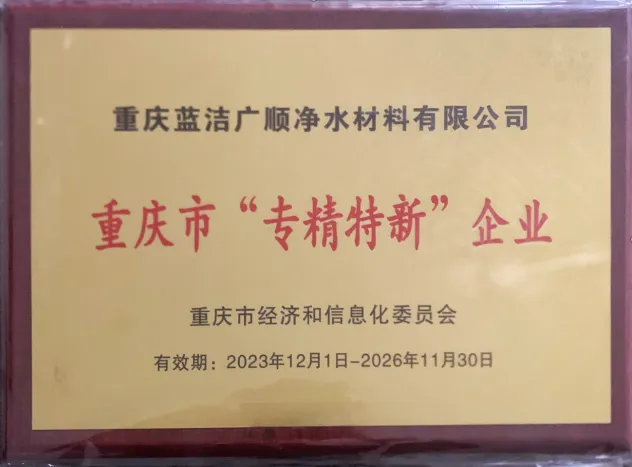 重庆蓝洁广顺净水材料有限公司
重庆市“专精特新”企业
重庆市经济和信息化委员会
有效期：2023年12月1日-2026年11月30日